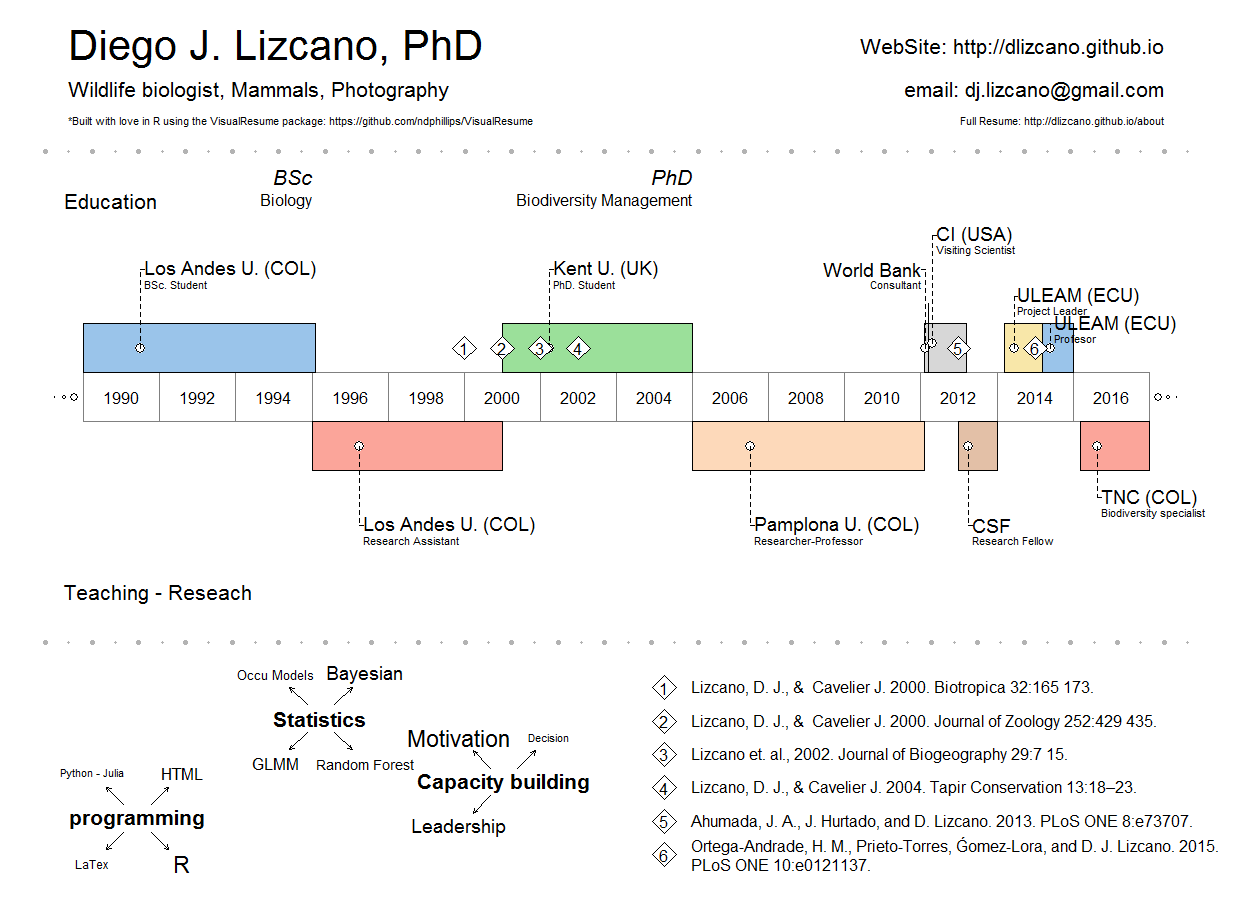 Diego J. Lizcano, PhD
WebSite: http://dlizcano.github.io
Wildlife biologist, Mammals, Photography
email: dj.lizcano@gmail.com
*Built with love in R using the VisualResume package: https://github.com/ndphillips/VisualResume
Full Resume: http://dlizcano.github.io/about
BSc
PhD
Education
Biology
Biodiversity Management
CI (USA)
Visiting Scientist
Los Andes U. (COL)
BSc. Student
Kent U. (UK)
PhD. Student
World Bank
Consultant
ULEAM (ECU)
Project Leader
ULEAM (ECU)
Profesor
1 2 3 4 5 6
1990 1992 1994 1996 1998 2000 2002 2004 2006 2008 2010 2012 2014 2016
TNC (COL)
Biodiversity specialist
Los Andes U. (COL)
Research Assistant
Pamplona U. (COL)
Researcher-Professor
CSF
Research Fellow
Teaching - Reseach
Occu Models
Bayesian
Statistics
GLMM
Random Forest
Motivation
Decision
Capacity building
Leadership
Python - Julia
HTML
programming
LaTex
R
1 Lizcano, D. J., & Cavelier J. 2000. Biotropica 32:165 173.
2 Lizcano, D. J., & Cavelier J. 2000. Journal of Zoology 252:429 435.
3 Lizcano et. al., 2002. Journal of Biogeography 29:7 15.
4 Lizcano, D. J., & Cavelier J. 2004. Tapir Conservation 13:18–23.
5 Ahumada, J. A., J. Hurtado, and D. Lizcano. 2013. PLoS ONE 8:e73707.
6 Ortega-Andrade, H. M., Prieto-Torres, Ǵomez-Lora, and D. J. Lizcano. 2015.
PLoS ONE 10:e0121137.